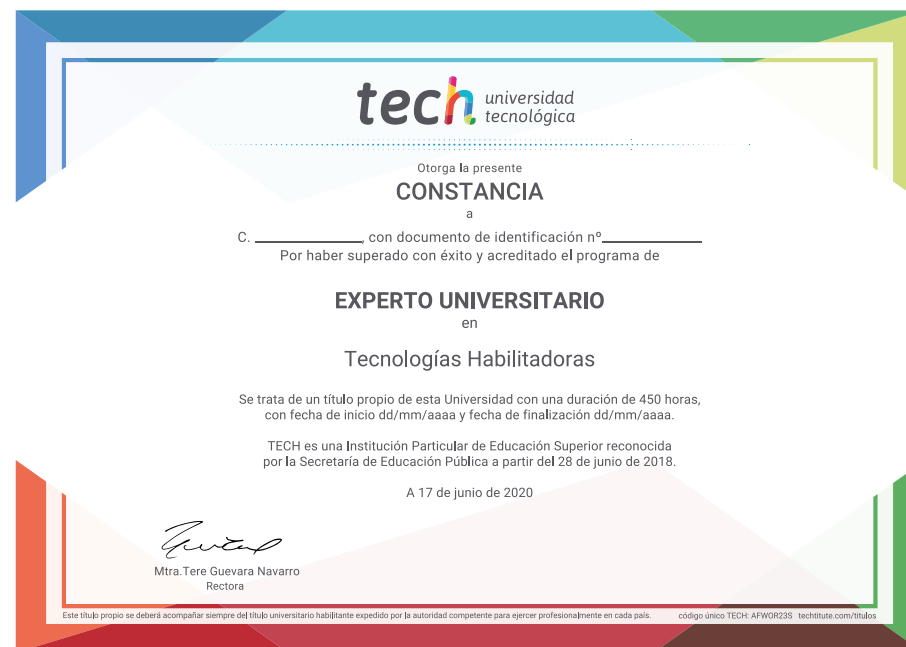 tech universidad
tecnológica
Otorga la presente
CONSTANCIA
a
C. ______________, con documento de identificación nº_____________
Por haber superado con éxito y acreditado el programa de
EXPERTO UNIVERSITARIO
en
Tecnologías Habilitadoras
Se trata de un título propio de esta Universidad con una duración de 450 horas,
con fecha de inicio dd/mm/aaaa y fecha de finalización dd/mm/aaaa.
TECH es una Institución Particular de Educación Superior reconocida
por la Secretaría de Educación Pública a partir del 28 de junio de 2018.
A 17 de junio de 2020
Mtra.Tere Guevara Navarro
Rectora
Este título propio se deberá acompañar siempre del título universitario habilitante expedido por la autoridad competente para ejercer profesionalmente en cada país. código único TECH: AFWOR23S techtitute.com/titulos